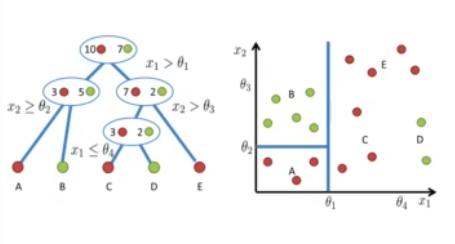 10 7
x₁ > θ₁
3 5
7 2
x₂ ≥ θ₂
x₂ > θ₃
3 2
x₁ ≤ θ₄
A B C D E
x₂
E
θ₃
B
C
D
θ₂
A
θ₁
θ₄
x₁